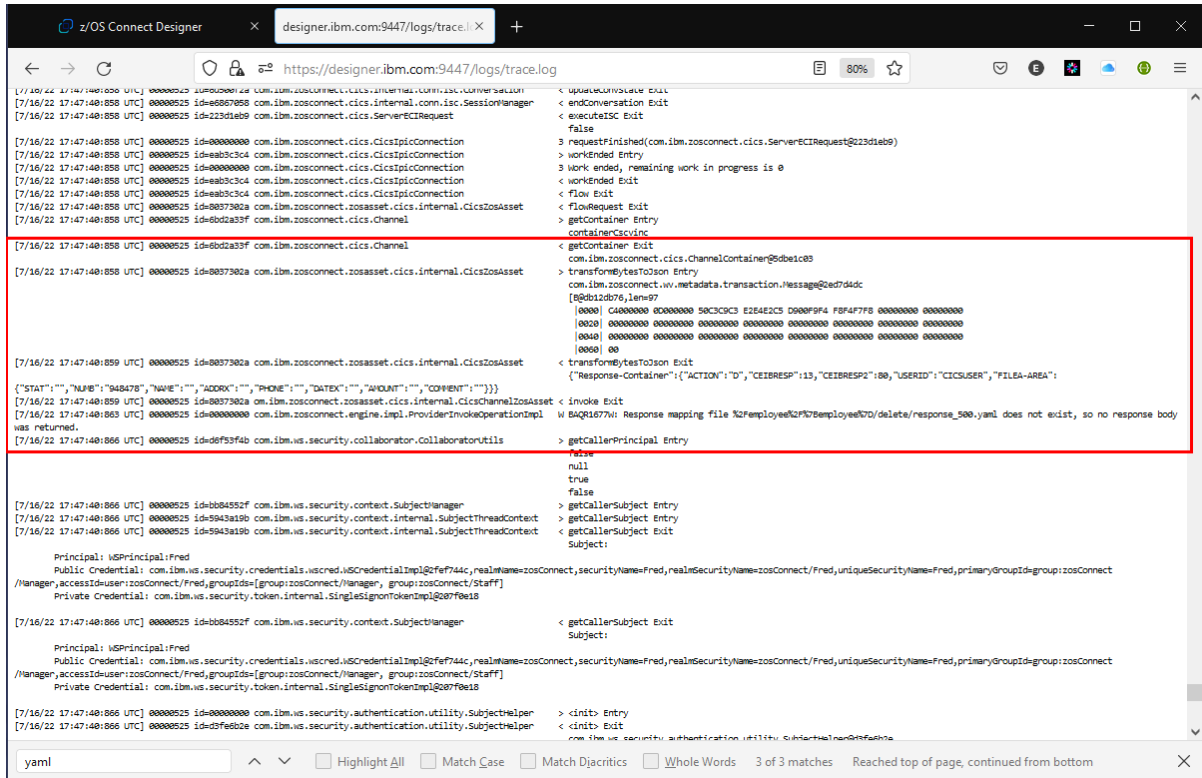 z/OS Connect Designer
designer.ibm.com:9447/logs/trace.l
https://designer.ibm.com:9447/logs/trace.log
80%
E
[7/16/22 17:47:40:858 UTC] 00000525 com.ibm.zosconnect.cics.internal.conn.isc.Conversation < updateConvState Exit
[7/16/22 17:47:40:858 UTC] 00000525 id=e6867058 com.ibm.zosconnect.cics.internal.conn.isc.SessionManager < endConversation Exit
[7/16/22 17:47:40:858 UTC] 00000525 id=223d1eb9 com.ibm.zosconnect.cics.ServerECIRequest < executeISC Exit
false
[7/16/22 17:47:40:858 UTC] 00000525 id=00000000 com.ibm.zosconnect.cics.CicsIpicConnection 3 requestFinished(com.ibm.zosconnect.cics.ServerECIRequest@223d1eb9)
[7/16/22 17:47:40:858 UTC] 00000525 id=eab3c3c4 com.ibm.zosconnect.cics.CicsIpicConnection > workEnded Entry
[7/16/22 17:47:40:858 UTC] 00000525 id=00000000 com.ibm.zosconnect.cics.CicsIpicConnection 3 Work ended, remaining work in progress is 0
[7/16/22 17:47:40:858 UTC] 00000525 id=eab3c3c4 com.ibm.zosconnect.cics.CicsIpicConnection < workEnded Exit
[7/16/22 17:47:40:858 UTC] 00000525 id=eab3c3c4 com.ibm.zosconnect.cics.CicsIpicConnection < flow Exit
[7/16/22 17:47:40:858 UTC] 00000525 id=8037302a com.ibm.zosconnect.zosasset.cics.internal.CicsZosAsset < flowRequest Exit
[7/16/22 17:47:40:858 UTC] 00000525 id=6bd2a33f com.ibm.zosconnect.cics.Channel > getContainer Entry
containerCscvinc
[7/16/22 17:47:40:858 UTC] 00000525 id=6bd2a33f com.ibm.zosconnect.cics.Channel < getContainer Exit
com.ibm.zosconnect.cics.ChannelContainer@5dbe1c03
[7/16/22 17:47:40:858 UTC] 00000525 id=8037302a com.ibm.zosconnect.zosasset.cics.internal.CicsZosAsset > transformBytesToJson Entry
com.ibm.zosconnect.wv.metadata.transaction.Message@2ed7d4dc
[B@db12db76,len=97
|0000| C4000000 0D000000 50C3C9C3 E2E4E2C5 D900F9F4 F8F4F7F8 00000000 00000000
|0020| 00000000 00000000 00000000 00000000 00000000 00000000 00000000 00000000
|0040| 00000000 00000000 00000000 00000000 00000000 00000000 00000000 00000000
|0060| 00
[7/16/22 17:47:40:859 UTC] 00000525 id=8037302a com.ibm.zosconnect.zosasset.cics.internal.CicsZosAsset < transformBytesToJson Exit
{"Response-Container":{"ACTION":"D","CEIBRESP":13,"CEIBRESP2":80,"USERID":"CICSUSER","FILEA-AREA":
{"STAT":"","NUMB":"948478","NAME":"","ADDRX":"","PHONE":"","DATEX":"","AMOUNT":"","COMMENT":""}}}
[7/16/22 17:47:40:859 UTC] 00000525 id=8037302a om.ibm.zosconnect.zosasset.cics.internal.CicsChannelZosAsset < invoke Exit
[7/16/22 17:47:40:863 UTC] 00000525 id=00000000 com.ibm.zosconnect.engine.impl.ProviderInvokeOperationImpl W BAQR1677W: Response mapping file %2Femployee%2F%7Bemployee%7D/delete/response_500.yaml does not exist, so no response body
was returned.
[7/16/22 17:47:40:866 UTC] 00000525 id=d6f53f4b com.ibm.ws.security.collaborator.CollaboratorUtils > getCallerPrincipal Entry
false
null
true
false
[7/16/22 17:47:40:866 UTC] 00000525 id=bb84552f com.ibm.ws.security.context.SubjectManager > getCallerSubject Entry
[7/16/22 17:47:40:866 UTC] 00000525 id=5943a19b com.ibm.ws.security.context.internal.SubjectThreadContext > getCallerSubject Entry
[7/16/22 17:47:40:866 UTC] 00000525 id=5943a19b com.ibm.ws.security.context.internal.SubjectThreadContext < getCallerSubject Exit
Subject:
Principal: WSPrincipal:Fred
Public Credential: com.ibm.ws.security.credentials.wscred.WSCredentialImpl@2fef744c,realmName=zosConnect,securityName=Fred,realmSecurityName=zosConnect/Fred,uniqueSecurityName=Fred,primaryGroupId=group:zosConnect
/Manager,accessId=user:zosConnect/Fred,groupIds=[group:zosConnect/Manager, group:zosConnect/Staff]
Private Credential: com.ibm.ws.security.token.internal.SingleSignonTokenImpl@207f0e18
[7/16/22 17:47:40:866 UTC] 00000525 id=bb84552f com.ibm.ws.security.context.SubjectManager < getCallerSubject Exit
Subject:
Principal: WSPrincipal:Fred
Public Credential: com.ibm.ws.security.credentials.wscred.WSCredentialImpl@2fef744c,realmName=zosConnect,securityName=Fred,realmSecurityName=zosConnect/Fred,uniqueSecurityName=Fred,primaryGroupId=group:zosConnect
/Manager,accessId=user:zosConnect/Fred,groupIds=[group:zosConnect/Manager, group:zosConnect/Staff]
Private Credential: com.ibm.ws.security.token.internal.SingleSignonTokenImpl@207f0e18
[7/16/22 17:47:40:866 UTC] 00000525 id=00000000 com.ibm.ws.security.authentication.utility.SubjectHelper > <init> Entry
[7/16/22 17:47:40:866 UTC] 00000525 id=d3fe6b2e com.ibm.ws.security.authentication.utility.SubjectHelper < <init> Exit
com.ibm.ws.security.authentication.utility.SubjectHelper@d3fe6b2e
yaml Highlight All Match Case Match Diacritics Whole Words 3 of 3 matches Reached top of page, continued from bottom